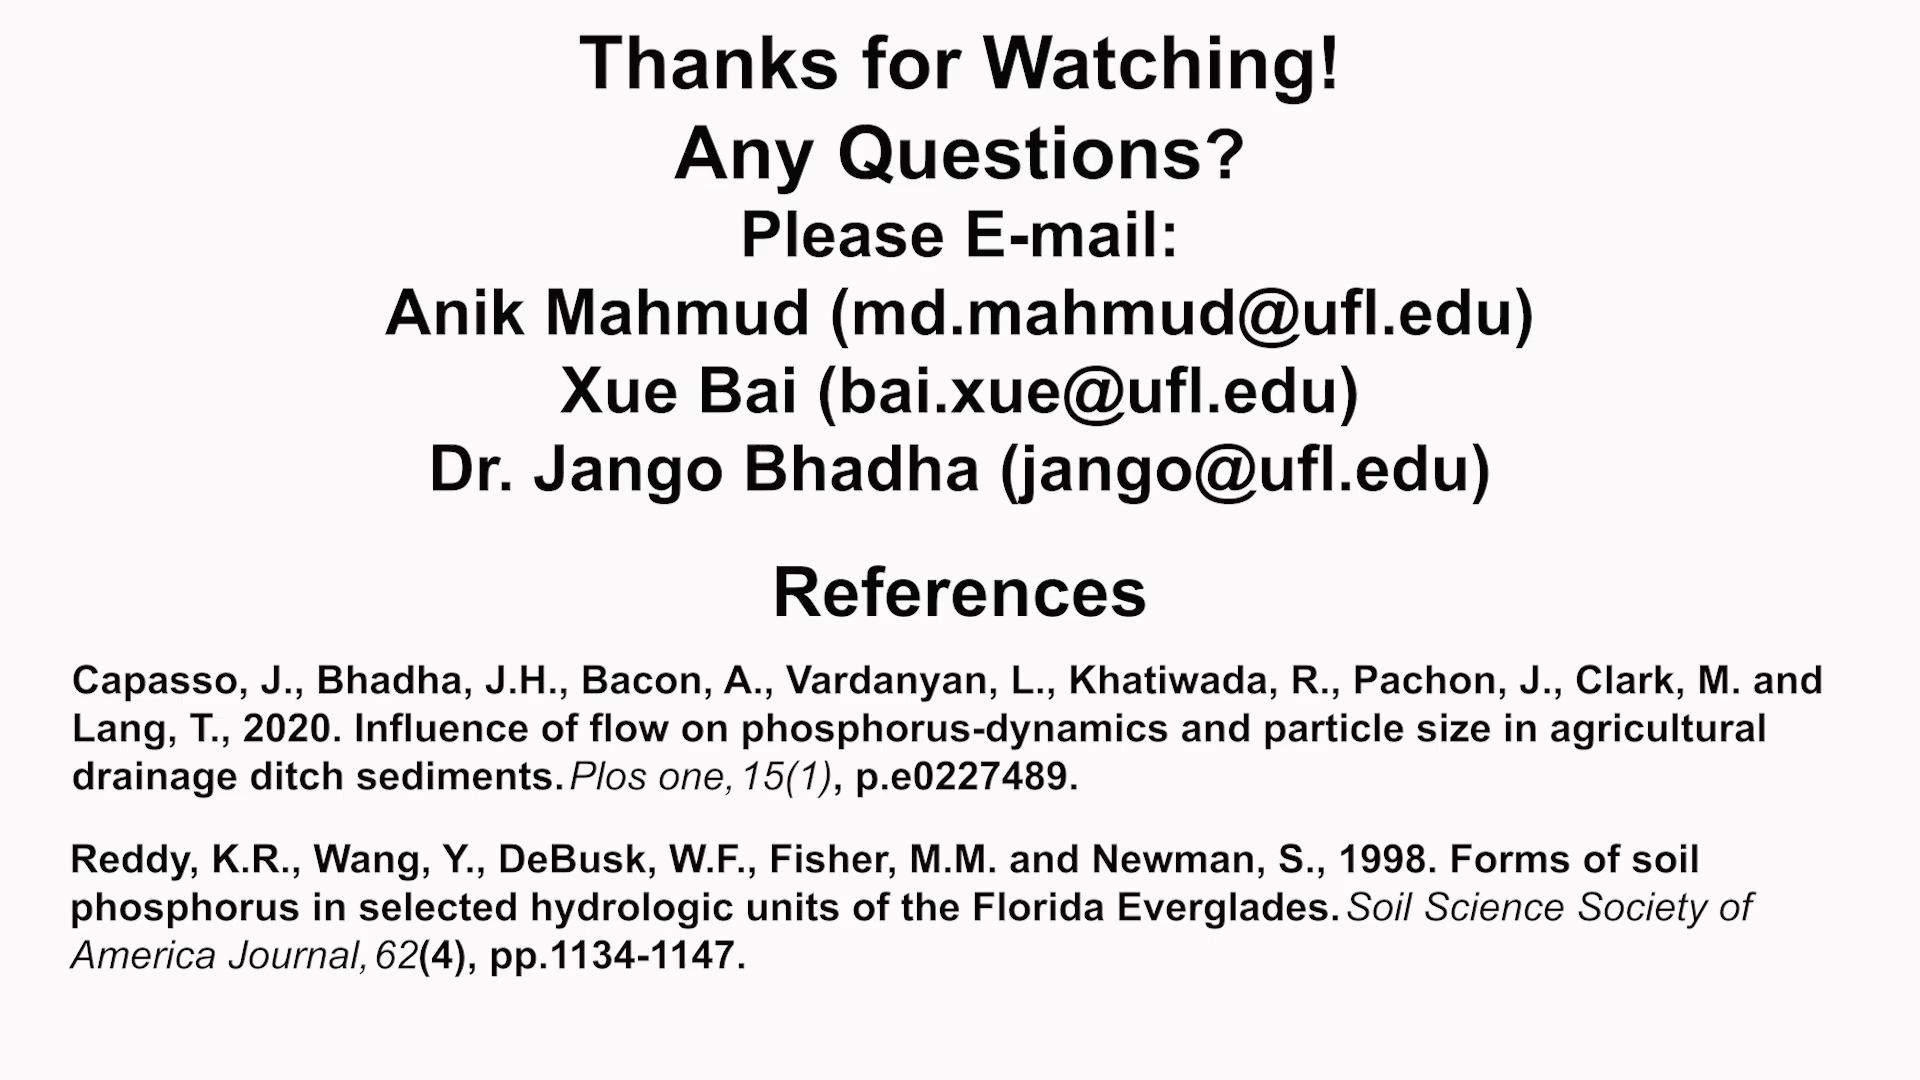 Thanks for Watching!
Any Questions?
Please E-mail:
Anik Mahmud (md.mahmud@ufl.edu)
Xue Bai (bai.xue@ufl.edu)
Dr. Jango Bhadha (jango@ufl.edu)
References
Capasso, J., Bhadha, J.H., Bacon, A., Vardanyan, L., Khatiwada, R., Pachon, J., Clark, M. and
Lang, T., 2020. Influence of flow on phosphorus-dynamics and particle size in agricultural
drainage ditch sediments. Plos one, 15(1), p.e0227489.
Reddy, K.R., Wang, Y., DeBusk, W.F., Fisher, M.M. and Newman, S., 1998. Forms of soil
phosphorus in selected hydrologic units of the Florida Everglades. Soil Science Society of
America Journal, 62(4), pp.1134-1147.